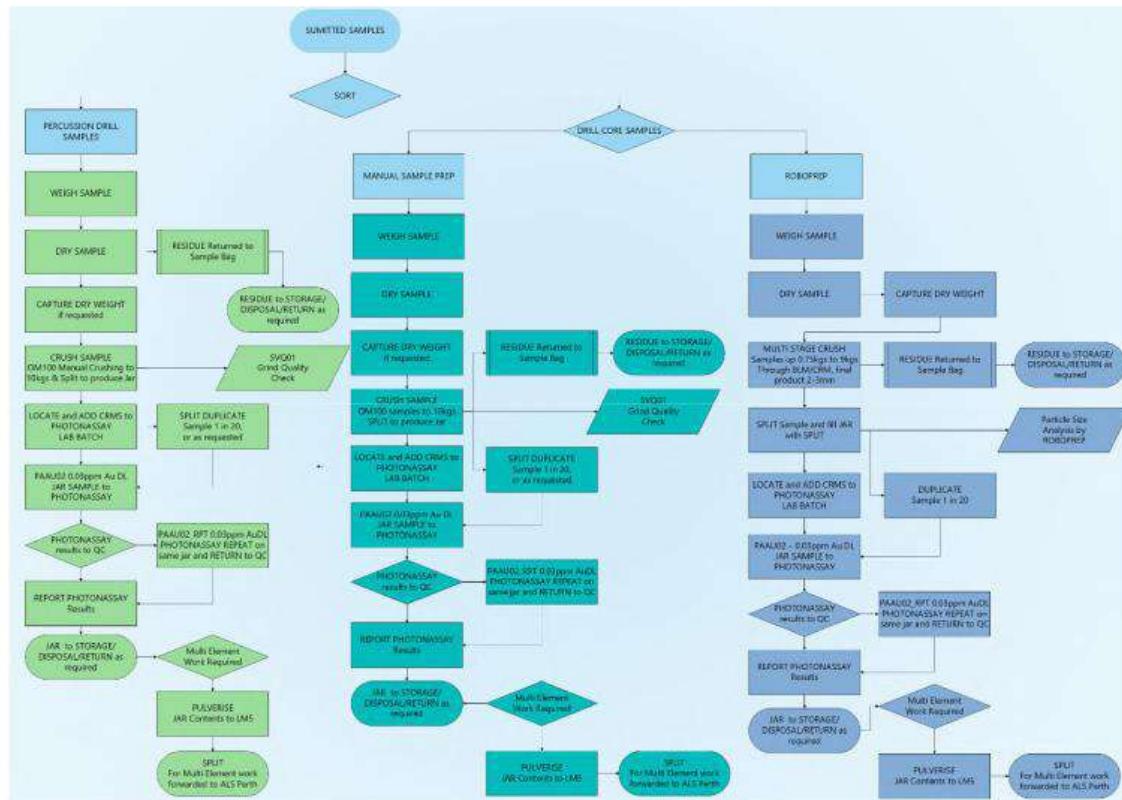 SUMITTED SAMPLES
SORT
PERCUSSION DRILL
SAMPLES
WEIGH SAMPLE
DRY SAMPLE
RESIDUE Returned to
Sample Bag
RESIDUE to STORAGE/
DISPOSAL/RETURN as
required
CAPTURE DRY WEIGHT
if requested
CRUSH SAMPLE
OM100 Manual Crushing to
10kgs & Split to produce Jar
SVQ01
Grind Quality
Check
LOCATE and ADD CRMS to
PHOTONASSAY
LAB BATCH
SPLIT DUPLICATE
Sample 1 in 20,
or as requested
PAAU02 0.03ppm Au DL
JAR SAMPLE to
PHOTONASSAY
PHOTONASSAY
results to QC
PAAU02_RPT 0.03ppm AuDL
PHOTONASSAY REPEAT on
same jar and RETURN to QC
REPORT PHOTONASSAY
Results
JAR to STORAGE/
DISPOSAL/RETURN as
required
Multi Element
Work Required
PULVERISE
JAR Contents to LM5
SPLIT
For Multi Element work
forwarded to ALS Perth
DRILL CORE SAMPLES
MANUAL SAMPLE PREP
WEIGH SAMPLE
DRY SAMPLE
CAPTURE DRY WEIGHT
if requested
RESIDUE Returned to
Sample Bag
RESIDUE to STORAGE/
DISPOSAL/RETURN as
required
CRUSH SAMPLE
OM100 samples to 10kgs
SPLIT to produce Jar
SVQ01
Grind Quality
Check
LOCATE and ADD CRMS to
PHOTONASSAY
LAB BATCH
SPLIT DUPLICATE
Sample 1 in 20,
or as requested
PAAU02 0.03ppm Au DL
JAR SAMPLE to
PHOTONASSAY
PHOTONASSAY
results to QC
PAAU02_RPT 0.03ppm AuDL
PHOTONASSAY REPEAT on
same jar and RETURN to QC
REPORT PHOTONASSAY
Results
JAR to STORAGE/
DISPOSAL/RETURN as
required
Multi Element
Work Required
PULVERISE
JAR Contents to LM5
SPLIT
For Multi Element work
forwarded to ALS Perth
ROBOPREP
WEIGH SAMPLE
DRY SAMPLE
CAPTURE DRY WEIGHT
MULTI STAGE CRUSH
Samples up 0.75kgs to 9kgs
Through BLM/CRM, final
product 2-3mm
RESIDUE Returned to
Sample Bag
RESIDUE to STORAGE/
DISPOSAL/RETURN as
required
SPLIT Sample and fill JAR
with SPLIT
Particle Size
Analysis by
ROBOPREP
LOCATE and ADD CRMS to
PHOTONASSAY
LAB BATCH
DUPLICATE
Sample 1 in 20
PAAU02 - 0.03ppm Au DL
JAR SAMPLE to
PHOTONASSAY
PHOTONASSAY
results to QC
PAAU02_RPT 0.03ppm AuDL
PHOTONASSAY REPEAT on
same jar and RETURN to QC
REPORT PHOTONASSAY
Results
JAR to STORAGE/
DISPOSAL/RETURN as
required
Multi Element
Work Required
PULVERISE
JAR Contents to LM5
SPLIT
For Multi Element work
forwarded to ALS Perth